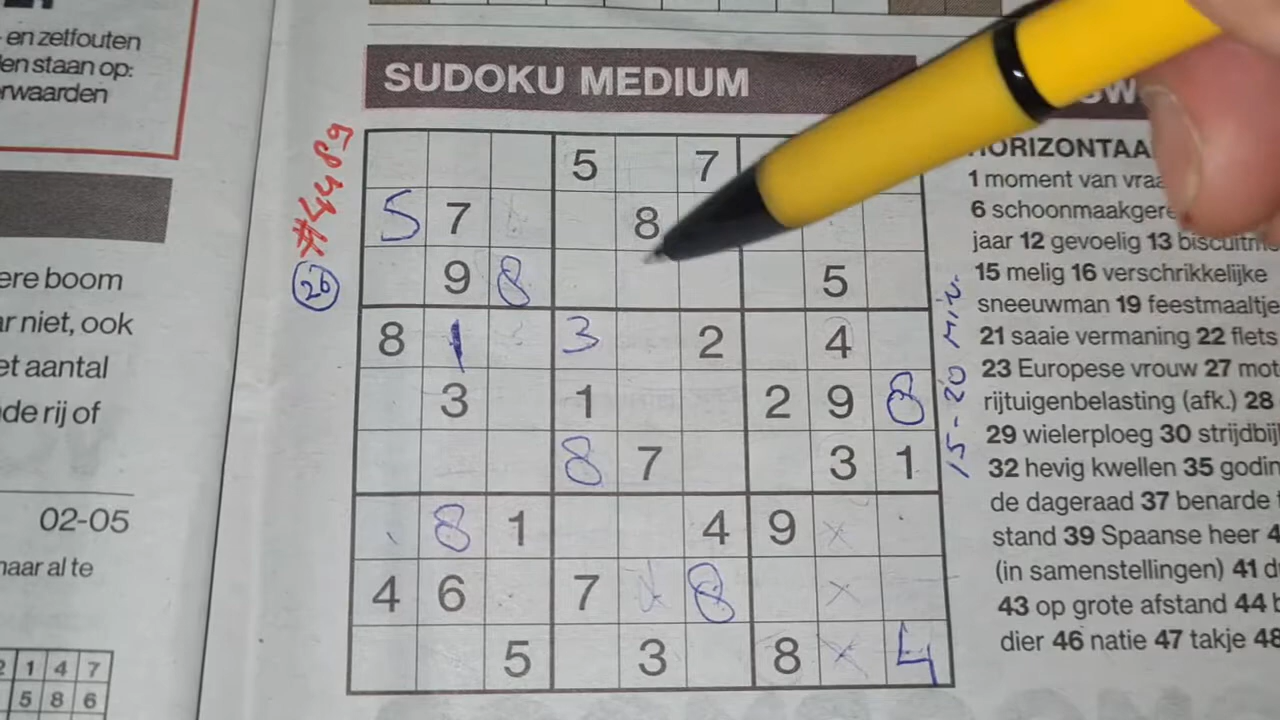 - en zetfouten
en staan op:
rwaarden
ere boom
ar niet, ook
et aantal
de rij of
02-05
naar al te
2 1 4 7
5 8 6
SUDOKU MEDIUM
#4489
26
5 7
5 7 8
9 8 5
8 1 3 2 4
3 1 2 9 8
8 7 3 1
8 1 4 9
4 6 7 8
5 3 8 4
15-20 min.
SW
HORIZONTAA
1 moment van vraa
6 schoonmaakgere
jaar 12 gevoelig 13 biscuitm
15 melig 16 verschrikkelijke
sneeuwman 19 feestmaaltje
21 saaie vermaning 22 flets
23 Europese vrouw 27 mot
rijtuigenbelasting (afk.) 28
29 wielerploeg 30 strijdbijl
32 hevig kwellen 35 godin
de dageraad 37 benarde t
stand 39 Spaanse heer 4
(in samenstellingen) 41 d
43 op grote afstand 44 b
dier 46 natie 47 takje 48